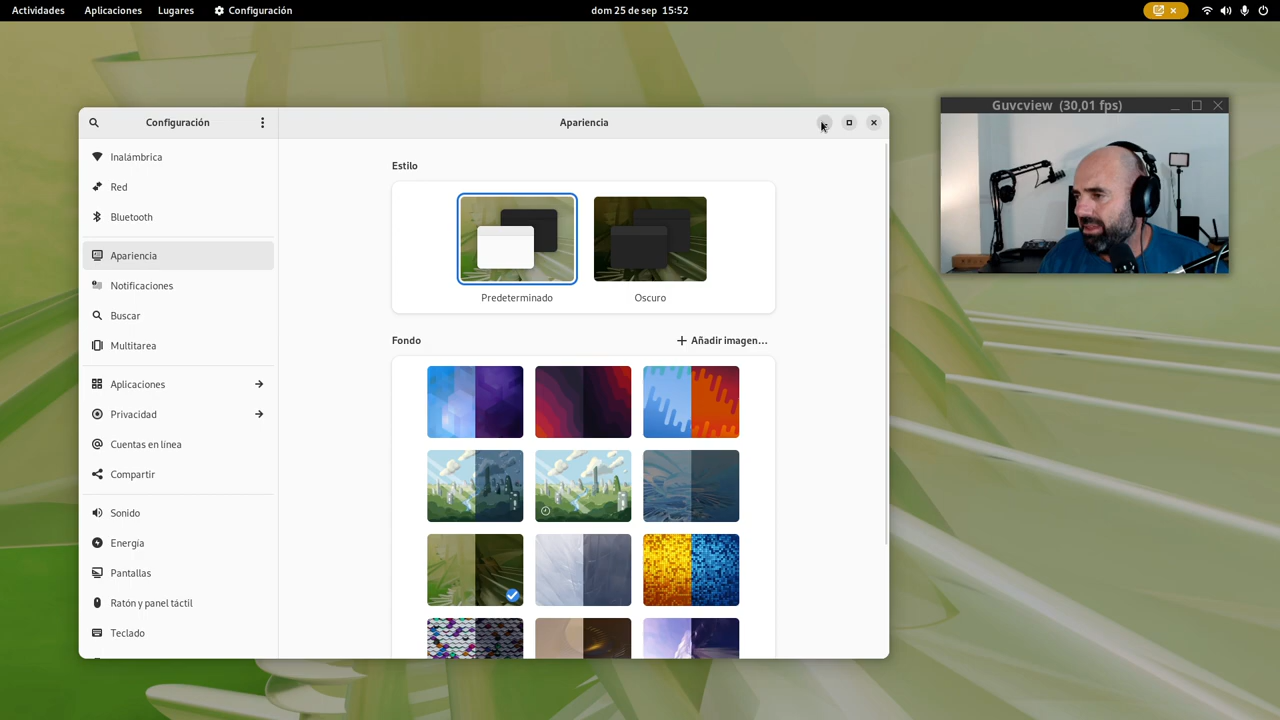 Actividades Aplicaciones Lugares Configuración dom 25 de sep 15:52
Guvcview (30,01 fps)
Configuración
Apariencia
Inalámbrica
Red
Bluetooth
Apariencia
Notificaciones
Buscar
Multitarea
Aplicaciones
Privacidad
Cuentas en línea
Compartir
Sonido
Energía
Pantallas
Ratón y panel táctil
Teclado
Estilo
Predeterminado
Oscuro
Fondo
Añadir imagen...